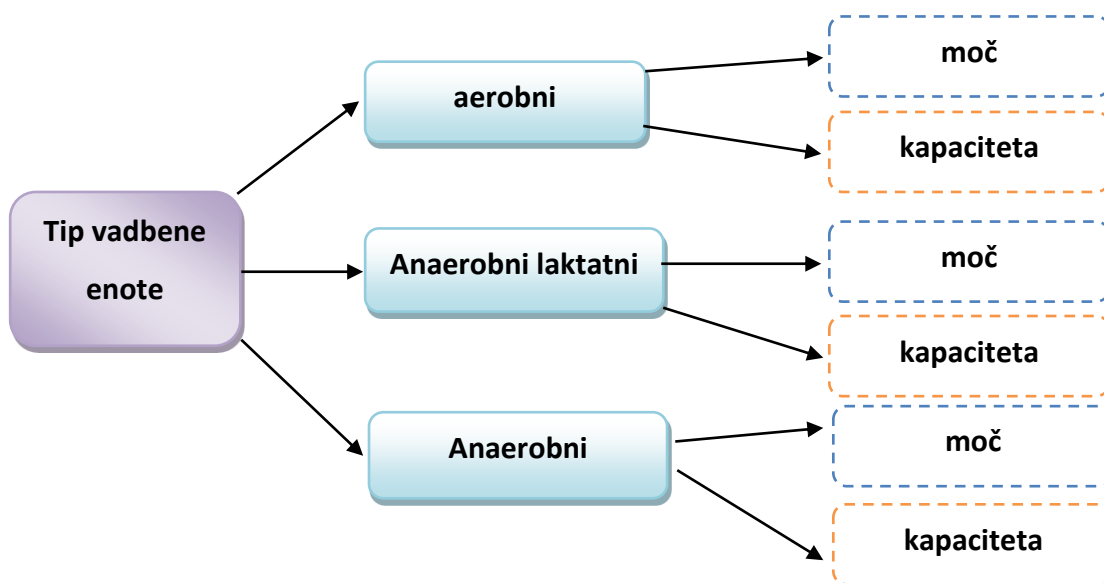 Tip vadbene
enote
aerobni
moč
kapaciteta
Anaerobni laktatni
moč
kapaciteta
Anaerobni
moč
kapaciteta